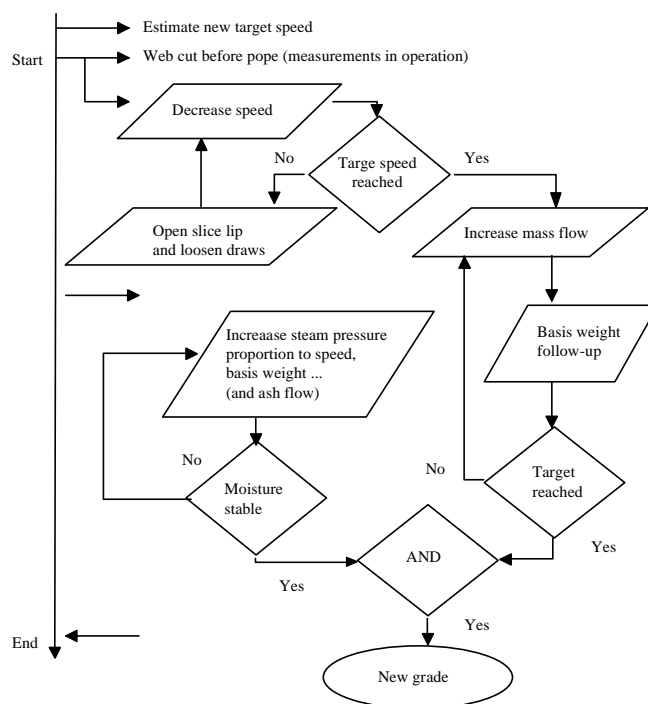 Estimate new target speed
Start
Web cut before pope (measurements in operation)
Decrease speed
No
Targe speed
reached
Yes
Open slice lip
and loosen draws
Increase mass flow
Increaase steam pressure
proportion to speed,
basis weight ...
(and ash flow)
Basis weight
follow-up
No
Moisture
stable
No
Target
reached
AND
Yes
Yes
Yes
End
New grade